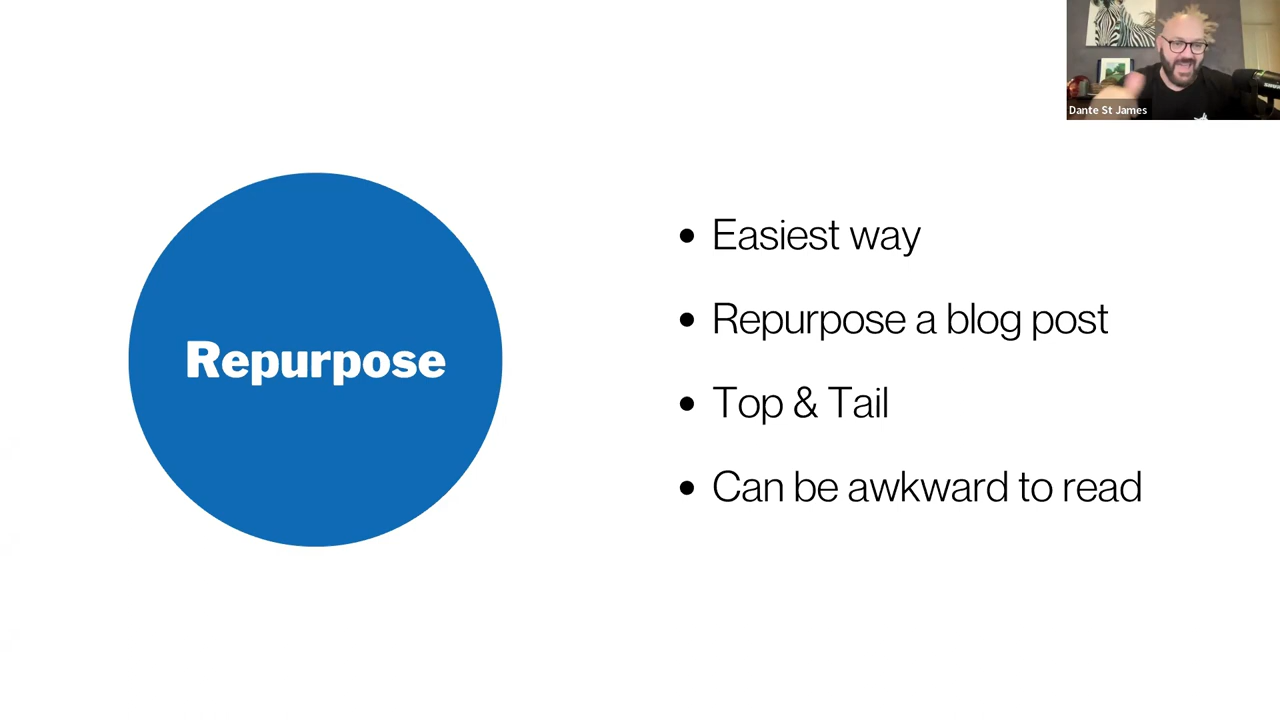 Dante St James
Repurpose
Easiest way
Repurpose a blog post
Top & Tail
Can be awkward to read